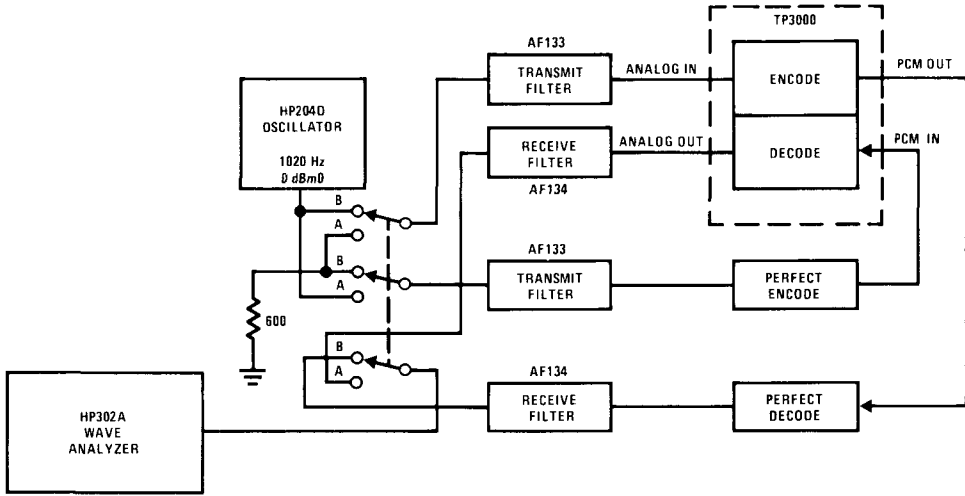 TP3000
AF133
TRANSMIT
FILTER
ANALOG IN
ENCODE
PCM OUT
HP204D
OSCILLATOR
1020 Hz
0 dBm0
RECEIVE
FILTER
AF134
ANALOG OUT
DECODE
PCM IN
B
A
B
A
600
AF133
TRANSMIT
FILTER
PERFECT
ENCODE
B
A
AF134
RECEIVE
FILTER
PERFECT
DECODE
HP302A
WAVE
ANALYZER